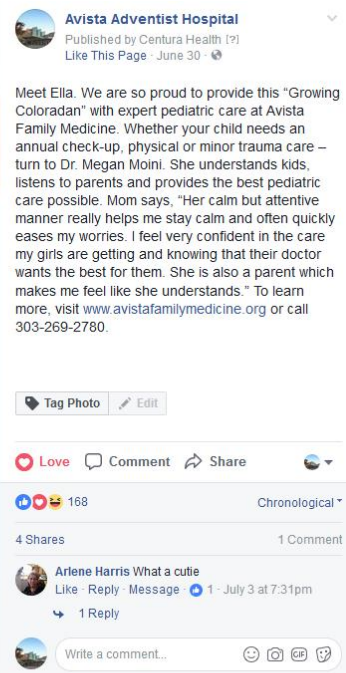 Avista Adventist Hospital
Published by Centura Health [?]
Like This Page · June 30 ·
Meet Ella. We are so proud to provide this "Growing
Coloradan" with expert pediatric care at Avista
Family Medicine. Whether your child needs an
annual check-up, physical or minor trauma care –
turn to Dr. Megan Moini. She understands kids,
listens to parents and provides the best pediatric
care possible. Mom says, "Her calm but attentive
manner really helps me stay calm and often quickly
eases my worries. I feel very confident in the care
my girls are getting and knowing that their doctor
wants the best for them. She is also a parent which
makes me feel like she understands." To learn
more, visit www.avistafamilymedicine.org or call
303-269-2780.
Tag Photo Edit
Love Comment Share
168 Chronological
4 Shares 1 Comment
Arlene Harris What a cutie
Like · Reply · Message · 1 · July 3 at 7:31pm
1 Reply
Write a comment... GIF